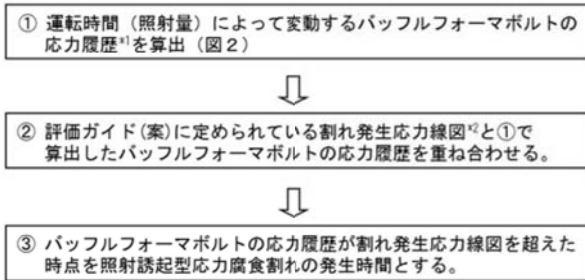 ① 運転時間（照射量）によって変動するバッフルフォーマボルトの
応力履歴*1を算出（図２）
② 評価ガイド(案)に定められている割れ発生応力線図*2と①で
算出したバッフルフォーマボルトの応力履歴を重ね合わせる。
③ バッフルフォーマボルトの応力履歴が割れ発生応力線図を超えた
時点を照射誘起型応力腐食割れの発生時間とする。